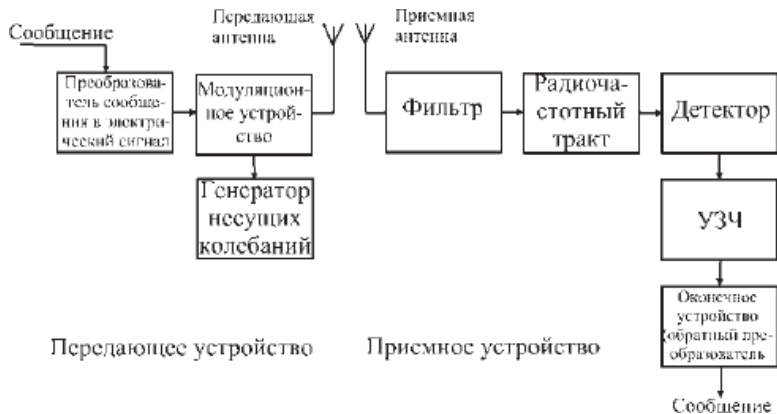 Сообщение
Преобразова-
тель сообще-
ния в электри-
ческий сигнал
Модуляцион-
ное устрой-
ство
Генератор
несущих
колебаний
Передающая
антенна
Приемная
антенна
Фильтр
Радиоча-
стотный
тракт
Детектор
УЗЧ
Оконечное
устройство
(обратный пре-
образователь
Сообщение
Передающее устройство
Приемное устройство